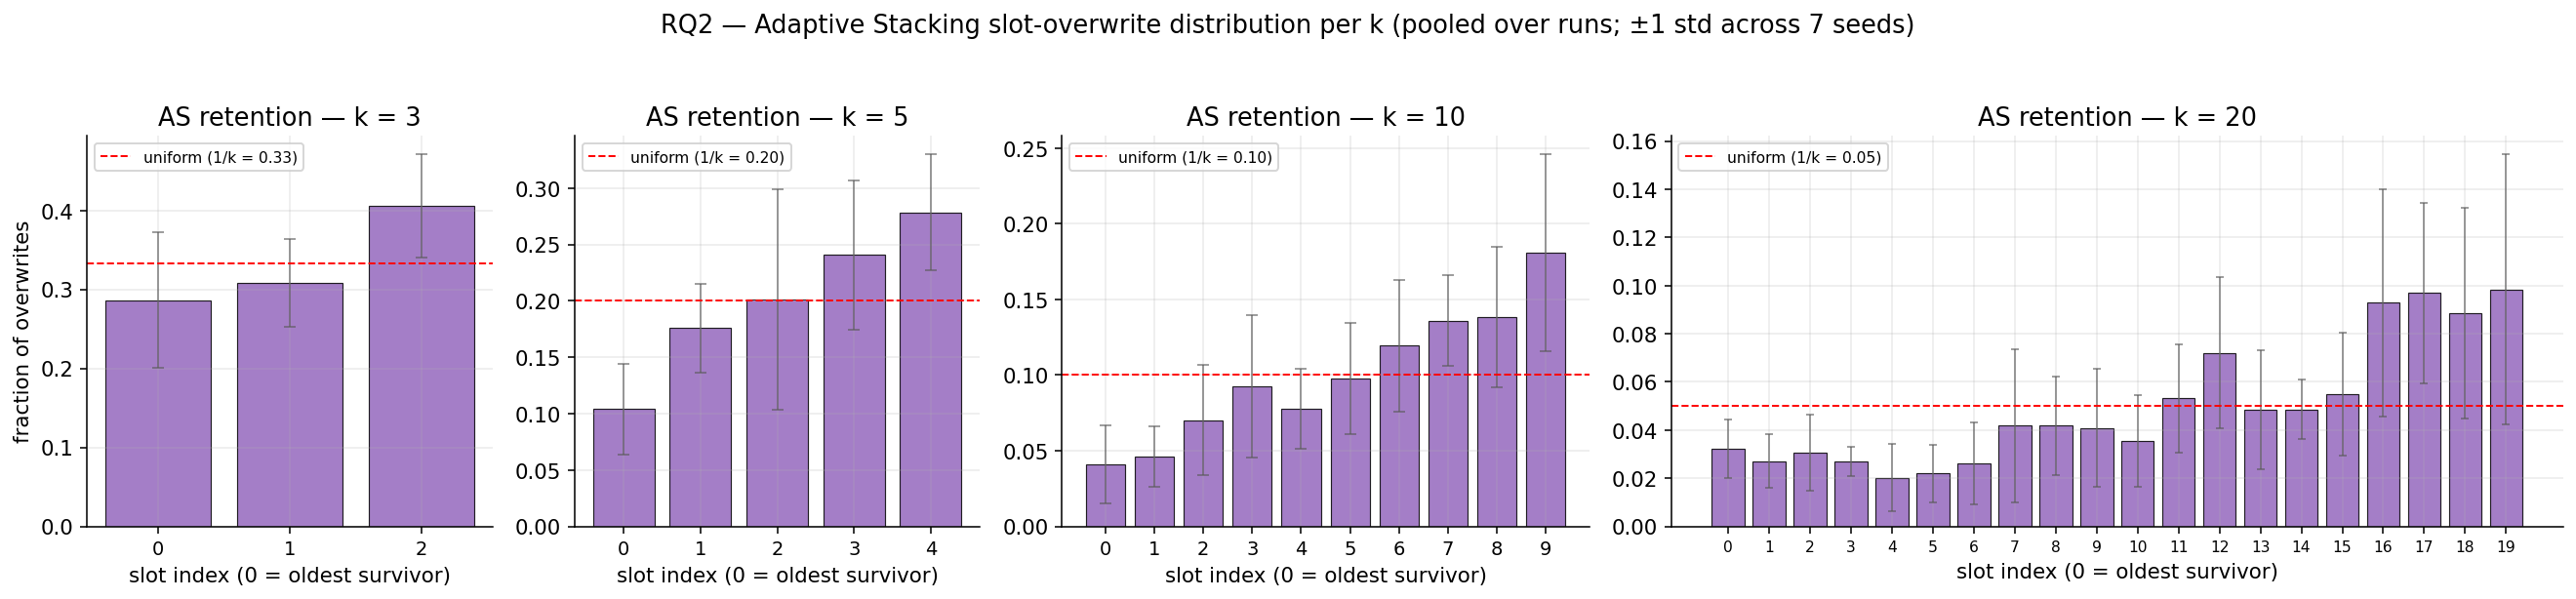 RQ2 — Adaptive Stacking slot-overwrite distribution per k (pooled over runs; ±1 std across 7 seeds)
AS retention — k = 3
uniform (1/k = 0.33)
fraction of overwrites
0.4
0.3
0.2
0.1
0.0
0 1 2
slot index (0 = oldest survivor)
AS retention — k = 5
uniform (1/k = 0.20)
0.30
0.25
0.20
0.15
0.10
0.05
0.00
0 1 2 3 4
slot index (0 = oldest survivor)
AS retention — k = 10
uniform (1/k = 0.10)
0.25
0.20
0.15
0.10
0.05
0.00
0 1 2 3 4 5 6 7 8 9
slot index (0 = oldest survivor)
AS retention — k = 20
uniform (1/k = 0.05)
0.16
0.14
0.12
0.10
0.08
0.06
0.04
0.02
0.00
0 1 2 3 4 5 6 7 8 9 10 11 12 13 14 15 16 17 18 19
slot index (0 = oldest survivor)